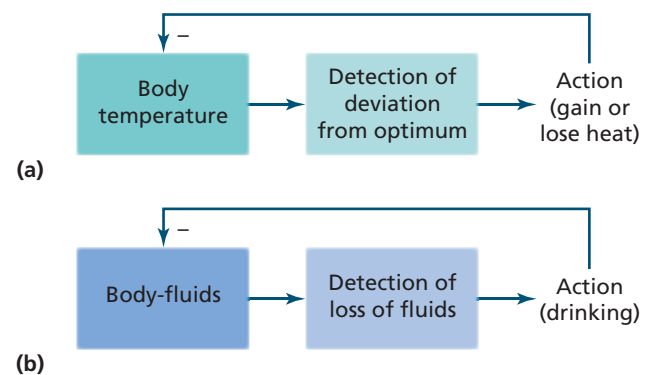 –
Body
temperature
Detection of
deviation
from optimum
Action
(gain or
lose heat)
(a)
–
Body-fluids
Detection of
loss of fluids
Action
(drinking)
(b)